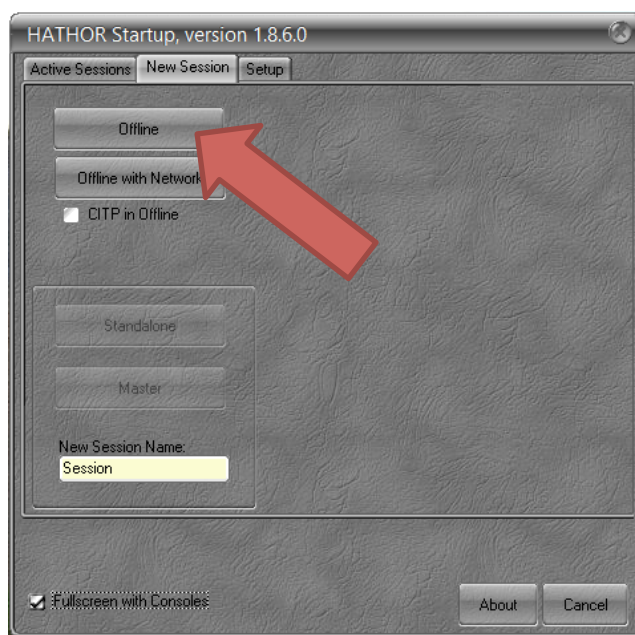 HATHOR Startup, version 1.8.6.0
Active Sessions New Session Setup
Offline
Offline with Network
CITP in Offline
Standalone
Master
New Session Name:
Session
Fullscreen with Consoles
About Cancel